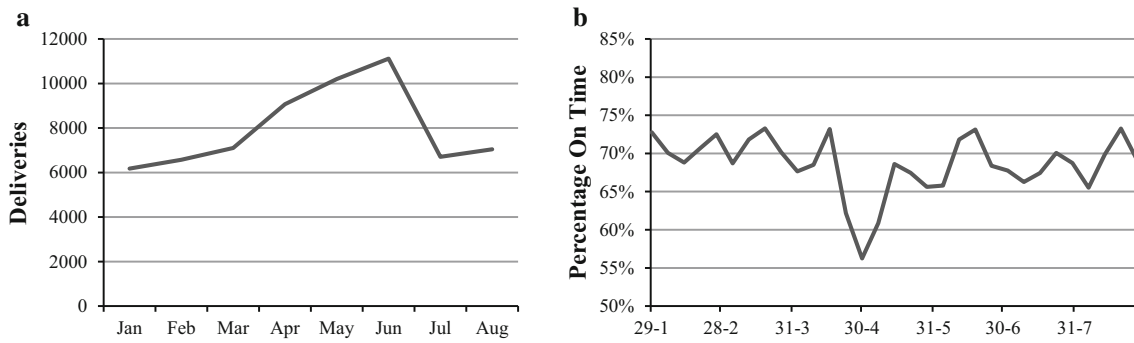 a
Deliveries
12000
10000
8000
6000
4000
2000
0
Jan Feb Mar Apr May Jun Jul Aug
b
Percentage On Time
85%
80%
75%
70%
65%
60%
55%
50%
29-1 28-2 31-3 30-4 31-5 30-6 31-7